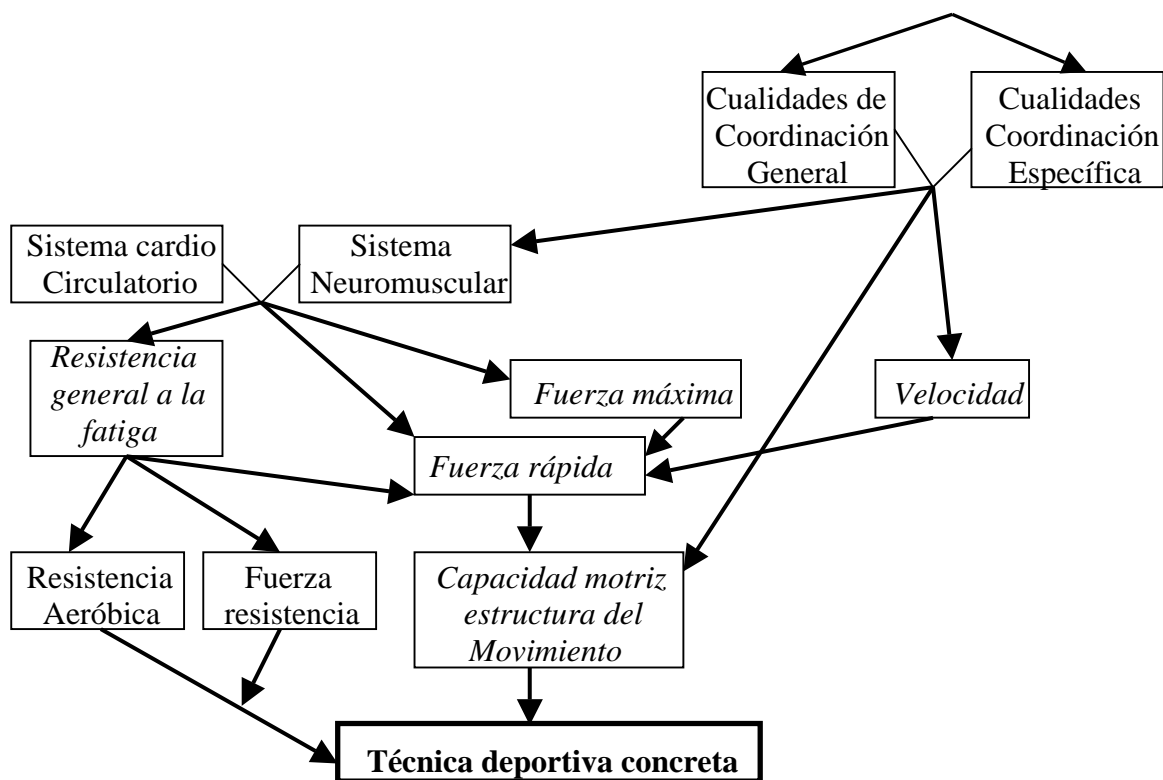 Cualidades de
Coordinación
General
Cualidades
Coordinación
Específica
Sistema cardio
Circulatorio
Sistema
Neuromuscular
Resistencia
general a la
fatiga
Fuerza máxima
Velocidad
Fuerza rápida
Resistencia
Aeróbica
Fuerza
resistencia
Capacidad motriz
estructura del
Movimiento
Técnica deportiva concreta